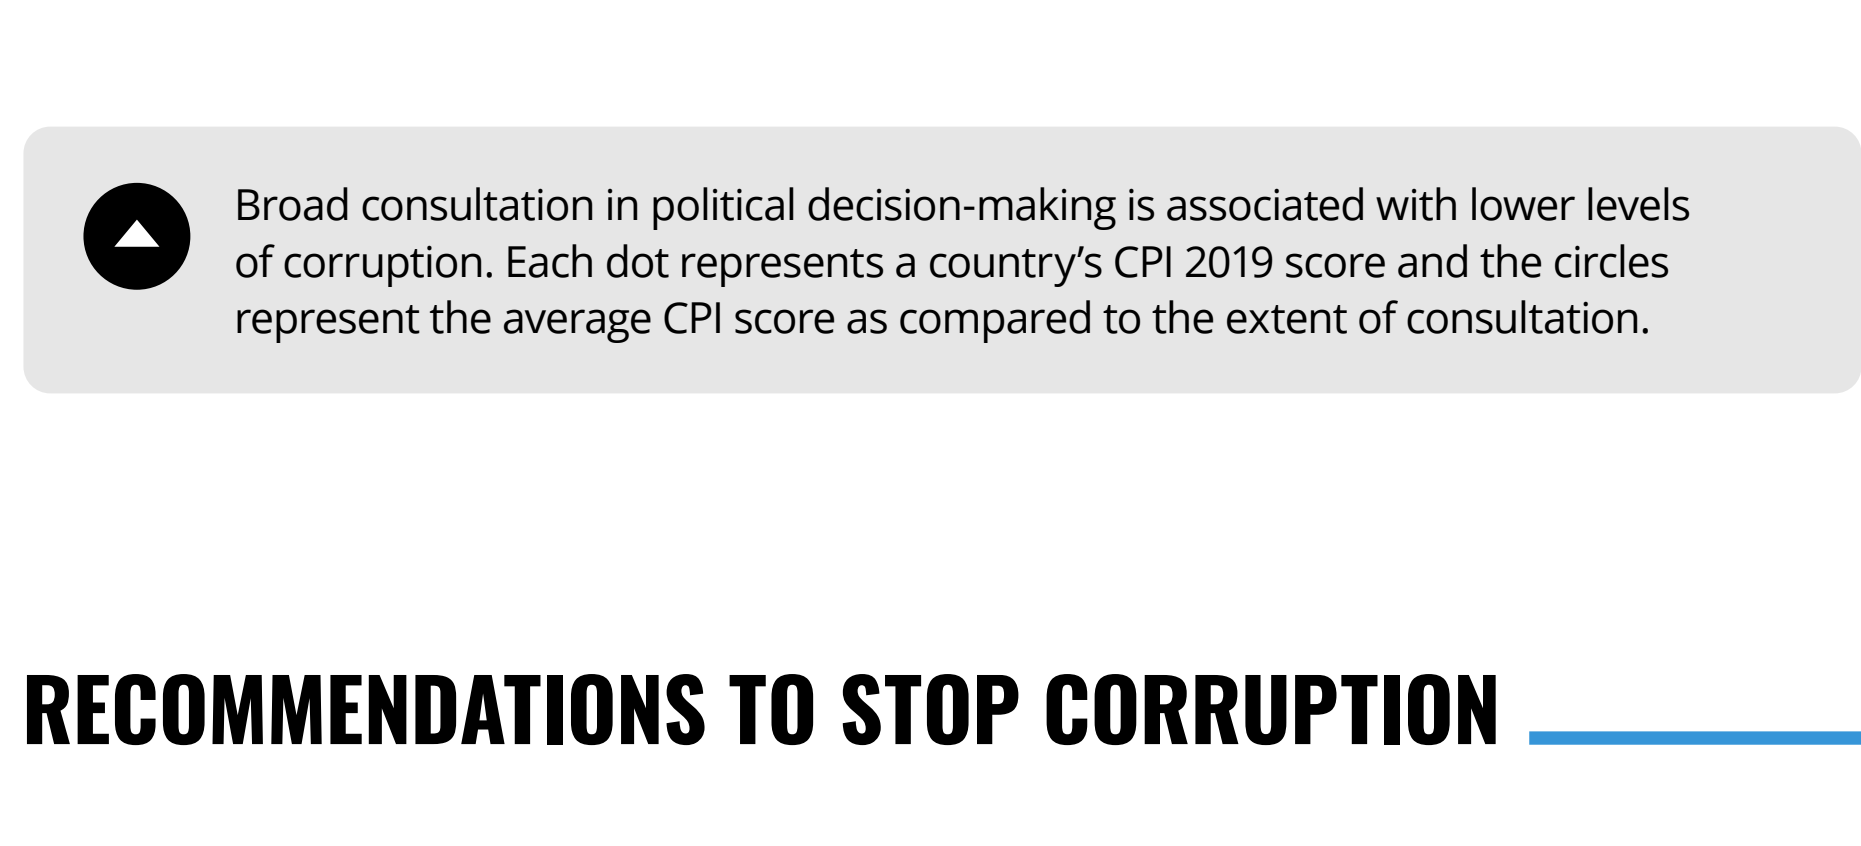 Broad consultation in political decision-making is associated with lower levels
of corruption. Each dot represents a country’s CPI 2019 score and the circles
represent the average CPI score as compared to the extent of consultation.
RECOMMENDATIONS TO STOP CORRUPTION